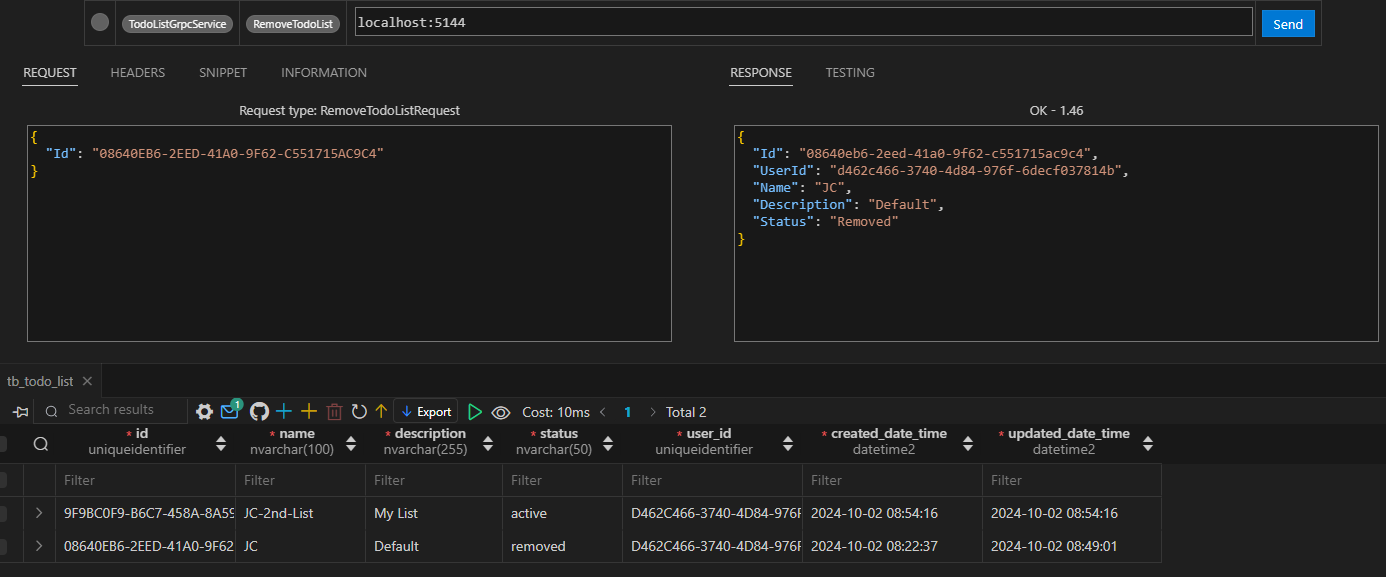 TodoListGrpcService RemoveTodoList localhost:5144 Send
REQUEST HEADERS SNIPPET INFORMATION
Request type: RemoveTodoListRequest
{
"Id": "08640EB6-2EED-41A0-9F62-C551715AC9C4"
}
RESPONSE TESTING
OK - 1.46
{
"Id": "08640eb6-2eed-41a0-9f62-c551715ac9c4",
"UserId": "d462c466-3740-4d84-976f-6decf037814b",
"Name": "JC",
"Description": "Default",
"Status": "Removed"
}
tb_todo_list
Search results 1 Export Cost: 10ms 1 Total 2
* id * name * description * status * user_id * created_date_time * updated_date_time
uniqueidentifier nvarchar(100) nvarchar(255) nvarchar(50) uniqueidentifier datetime2 datetime2
Filter Filter Filter Filter Filter Filter Filter
9F9BC0F9-B6C7-458A-8A59 JC-2nd-List My List active D462C466-3740-4D84-976F 2024-10-02 08:54:16 2024-10-02 08:54:16
08640EB6-2EED-41A0-9F62 JC Default removed D462C466-3740-4D84-976F 2024-10-02 08:22:37 2024-10-02 08:49:01